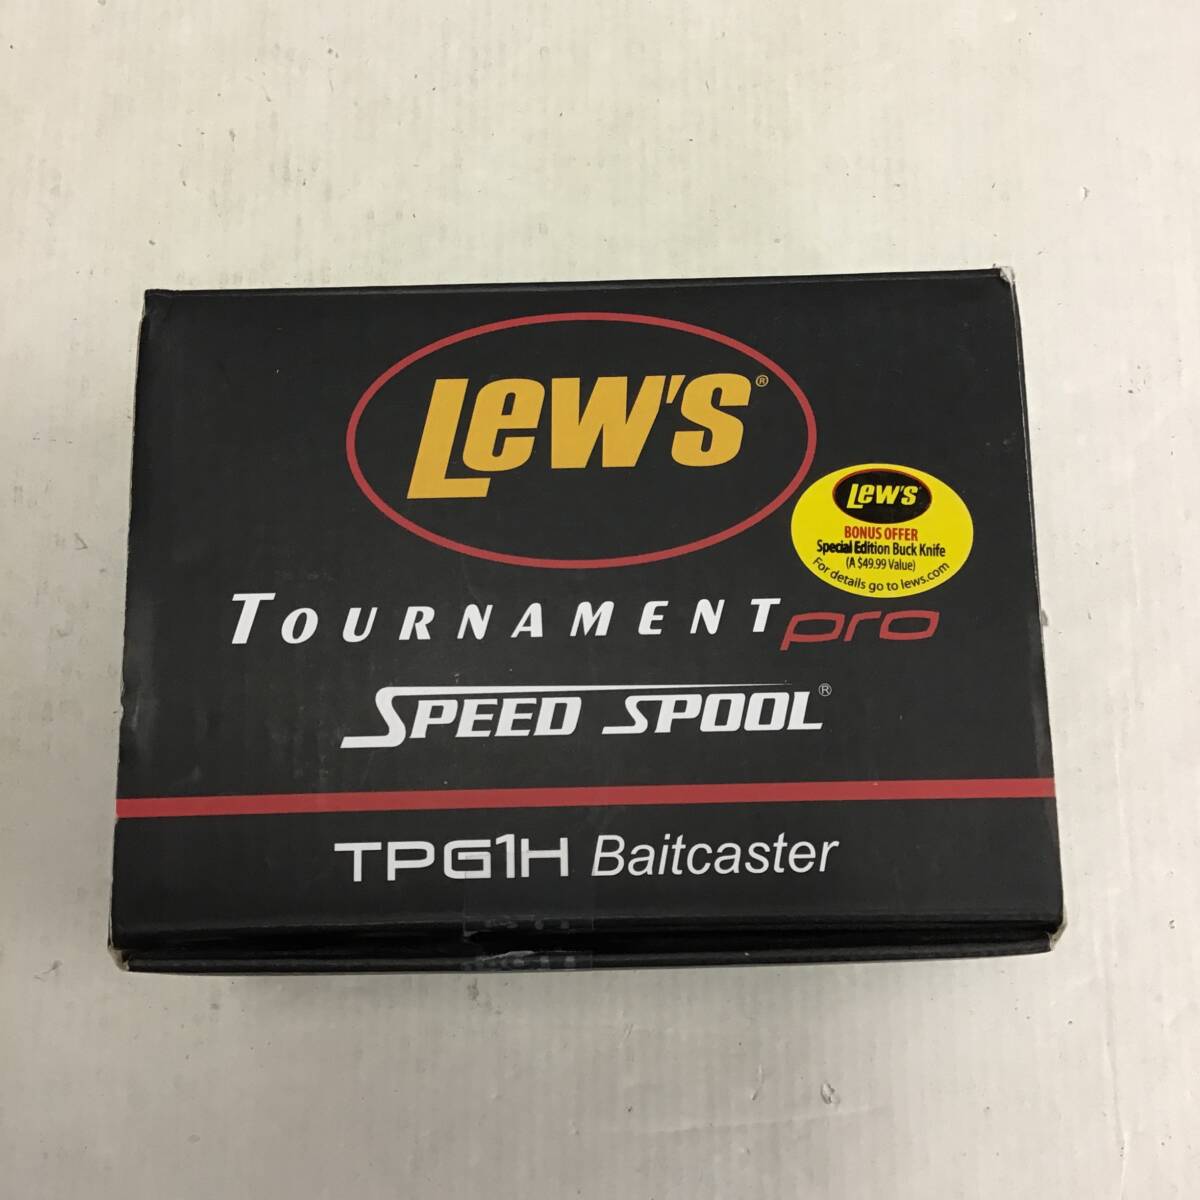 Lew's®
Lew's
BONUS OFFER
Special Edition Buck Knife
(A $49.99 Value)
For details go to lews.com
TOURNAMENT pro
SPEED SPOOL®
TPG1H Baitcaster